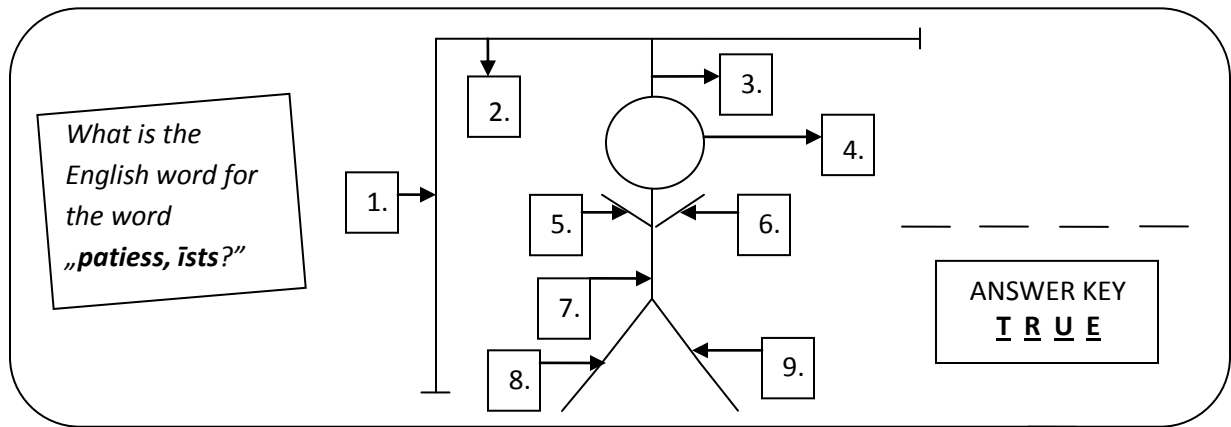 What is the
English word for
the word
„patiess, īsts?”
1.
2.
3.
4.
5.
6.
7.
8.
9.
ANSWER KEY
T R U E